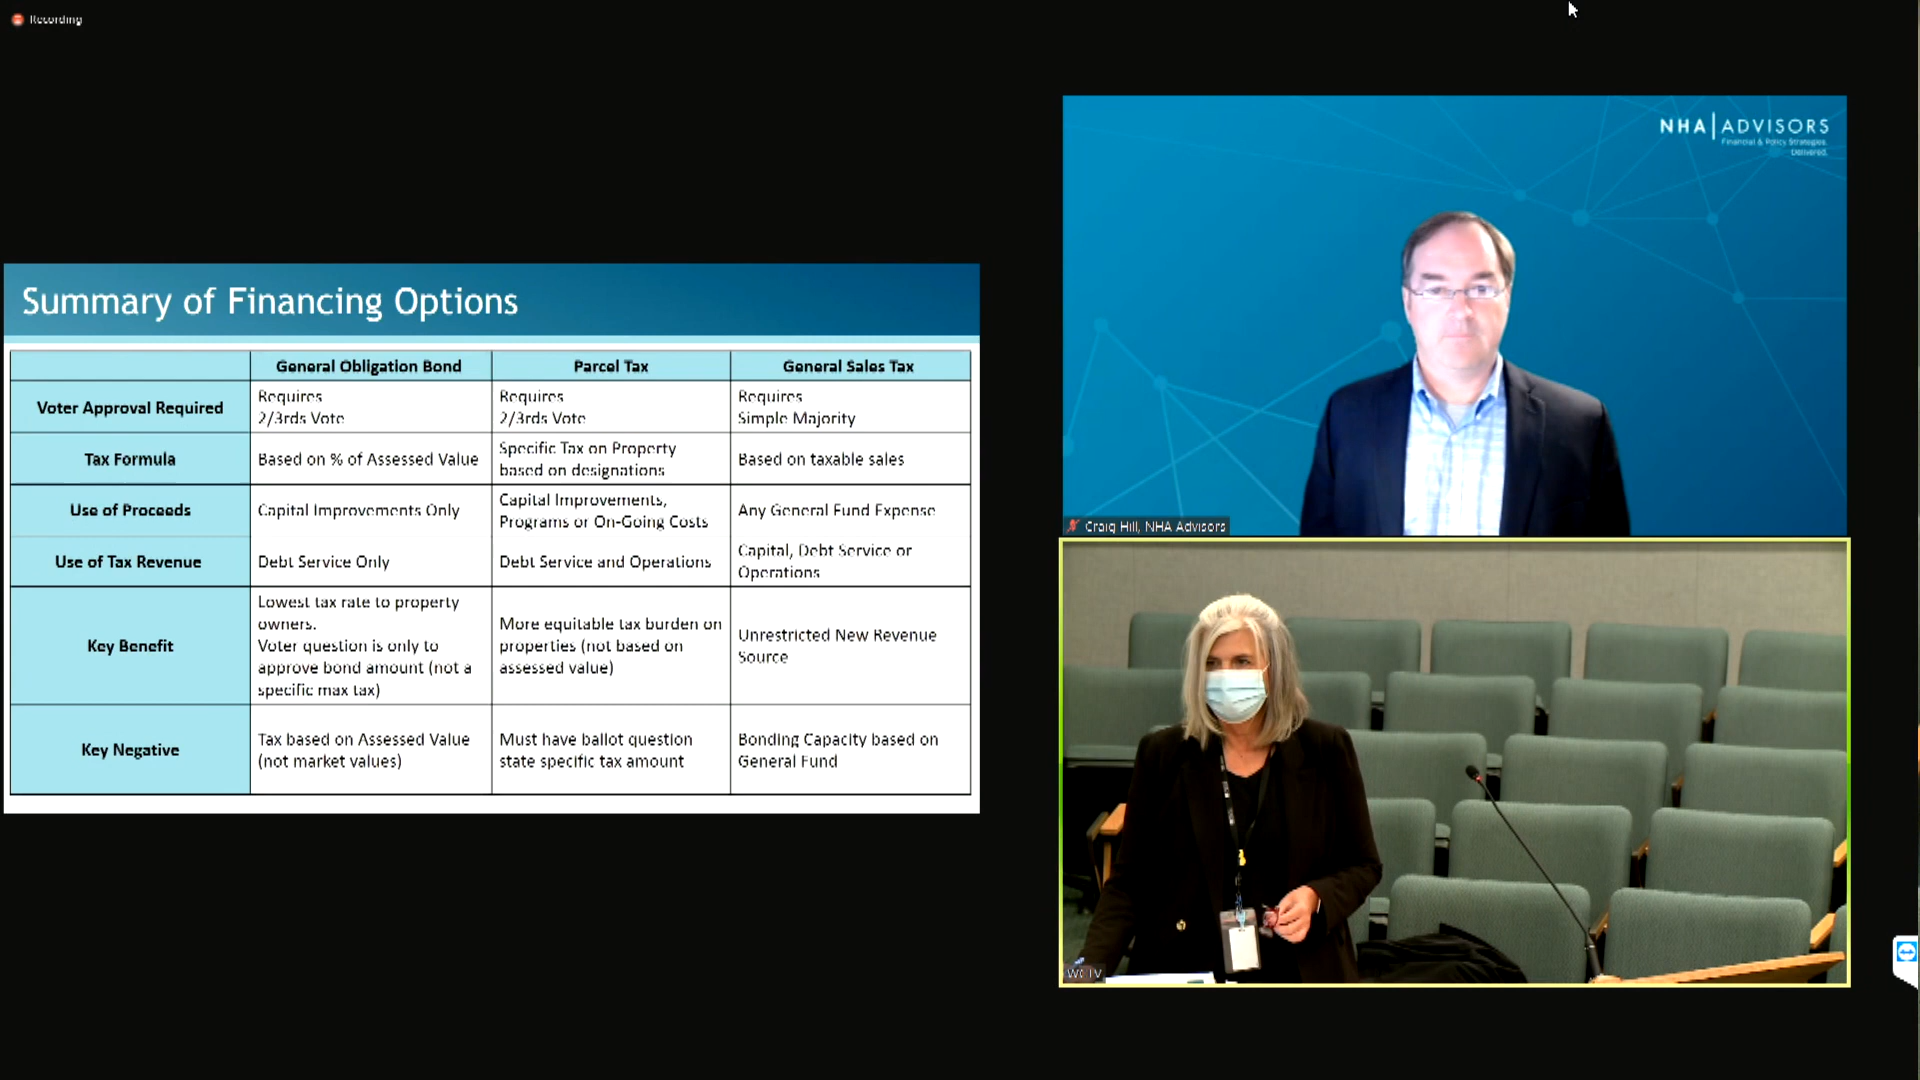 Recording
Summary of Financing Options
General Obligation Bond
Parcel Tax
General Sales Tax
Voter Approval Required
Requires
2/3rds Vote
Requires
2/3rds Vote
Requires
Simple Majority
Tax Formula
Based on % of Assessed Value
Specific Tax on Property
based on designations
Based on taxable sales
Use of Proceeds
Capital Improvements Only
Capital Improvements,
Programs or On-Going Costs
Any General Fund Expense
Use of Tax Revenue
Debt Service Only
Debt Service and Operations
Capital, Debt Service or
Operations
Key Benefit
Lowest tax rate to property
owners.
Voter question is only to
approve bond amount (not a
specific max tax)
More equitable tax burden on
properties (not based on
assessed value)
Unrestricted New Revenue
Source
Key Negative
Tax based on Assessed Value
(not market values)
Must have ballot question
state specific tax amount
Bonding Capacity based on
General Fund
NHA|ADVISORS
Financial & Policy Strategies.
Delivered.
Craig Hill, NHA Advisors
WCTV